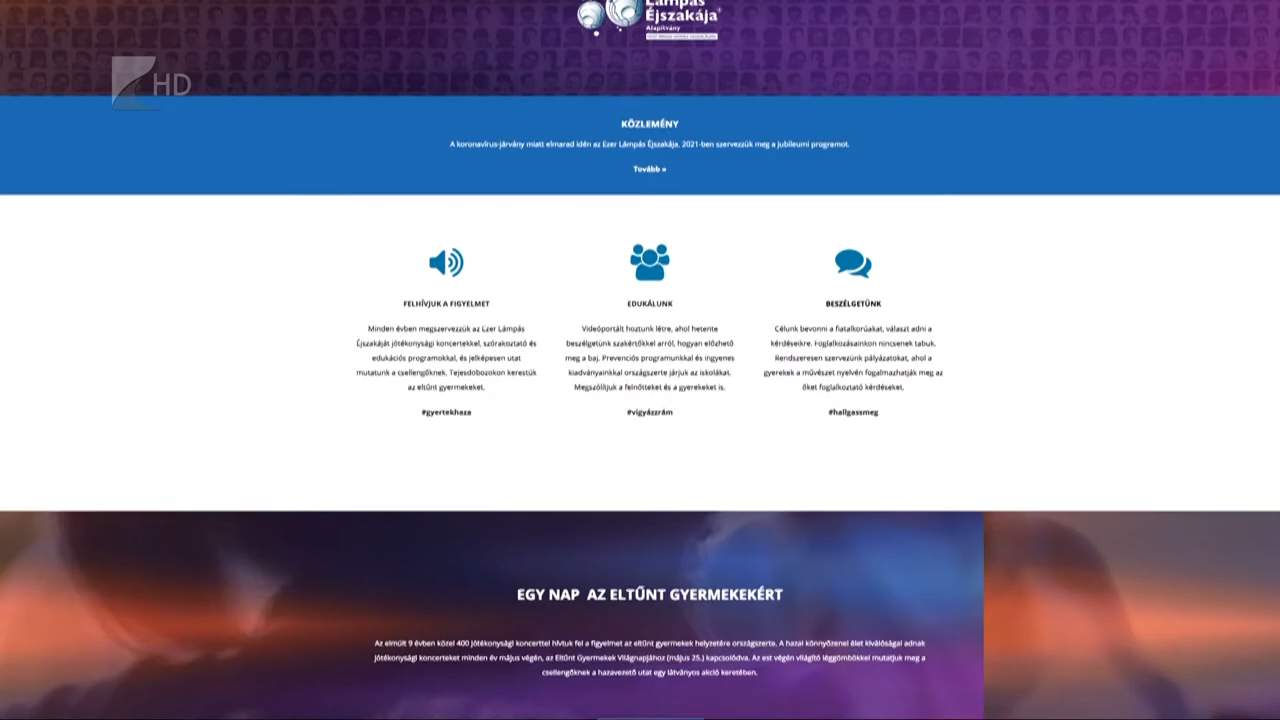 Lámpás
Éjszakája
Alapítvány
HD
KÖZLEMÉNY
A koronavírus-járvány miatt elmarad idén az Ezer Lámpás Éjszakája. 2021-ben szervezzük meg a jubileumi programot.
Tovább »
FELHÍVJUK A FIGYELMET
Minden évben megszervezzük az Ezer Lámpás
Éjszakáját jótékonysági koncertekkel, szórakoztató és
edukációs programokkal, és jelképesen utat
mutatunk a csellengőknek. Tejesdobozokon kerestük
az eltűnt gyermekeket.
#gyertekhaza
EDUKÁLUNK
Videóportált hoztunk létre, ahol hetente
beszélgetünk szakértőkkel arról, hogyan előzhető
meg a baj. Prevenciós programunkkal és ingyenes
kiadványainkkal országszerte járjuk az iskolákat.
Megszólítjuk a felnőtteket és a gyerekeket is.
#vigyázzrám
BESZÉLGETÜNK
Célunk bevonni a fiatalkorúakat, választ adni a
kérdéseikre. Foglalkozásainkon nincsenek tabuk.
Rendszeresen szervezünk pályázatokat, ahol a
gyerekek a művészet nyelvén fogalmazhatják meg az
őket foglalkoztató kérdéseket.
#hallgassmeg
EGY NAP AZ ELTŰNT GYERMEKEKÉRT
Az elmúlt 9 évben közel 400 jótékonysági koncerttel hívtuk fel a figyelmet az eltűnt gyermekek helyzetére országszerte. A hazai könnyűzenei élet kiválóságai adnak
jótékonysági koncerteket minden év május végén, az Eltűnt Gyermekek Világnapjához (május 25.) kapcsolódva. Az est végén világító léggömbökkel mutatjuk meg a
csellengőknek a hazavezető utat egy látványos akció keretében.